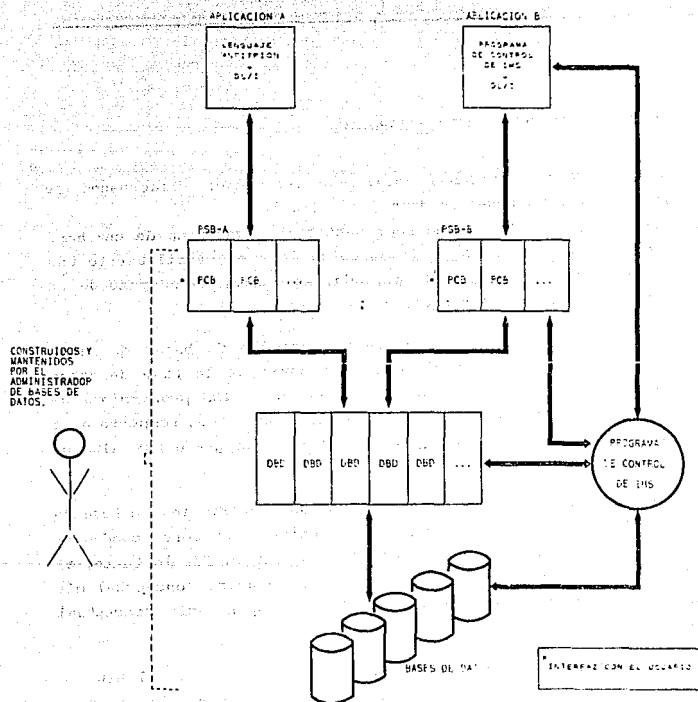 APLICACION A
APLICACION B
LENGUAJE
ANFITRION
+
DL/I
PROGRAMA
DE CONTROL
DE IMS
+
DL/I
PSB-A
PSB-B
* PCB PCB
* PCB PCB ...
CONSTRUIDOS Y
MANTENIDOS
POR EL
ADMINISTRADOR
DE BASES DE
DATOS.
DBD DBD DBD DBD DBD ...
PROGRAMA
DE CONTROL
DE IMS
BASES DE
* INTERFAZ CON EL USUARIO